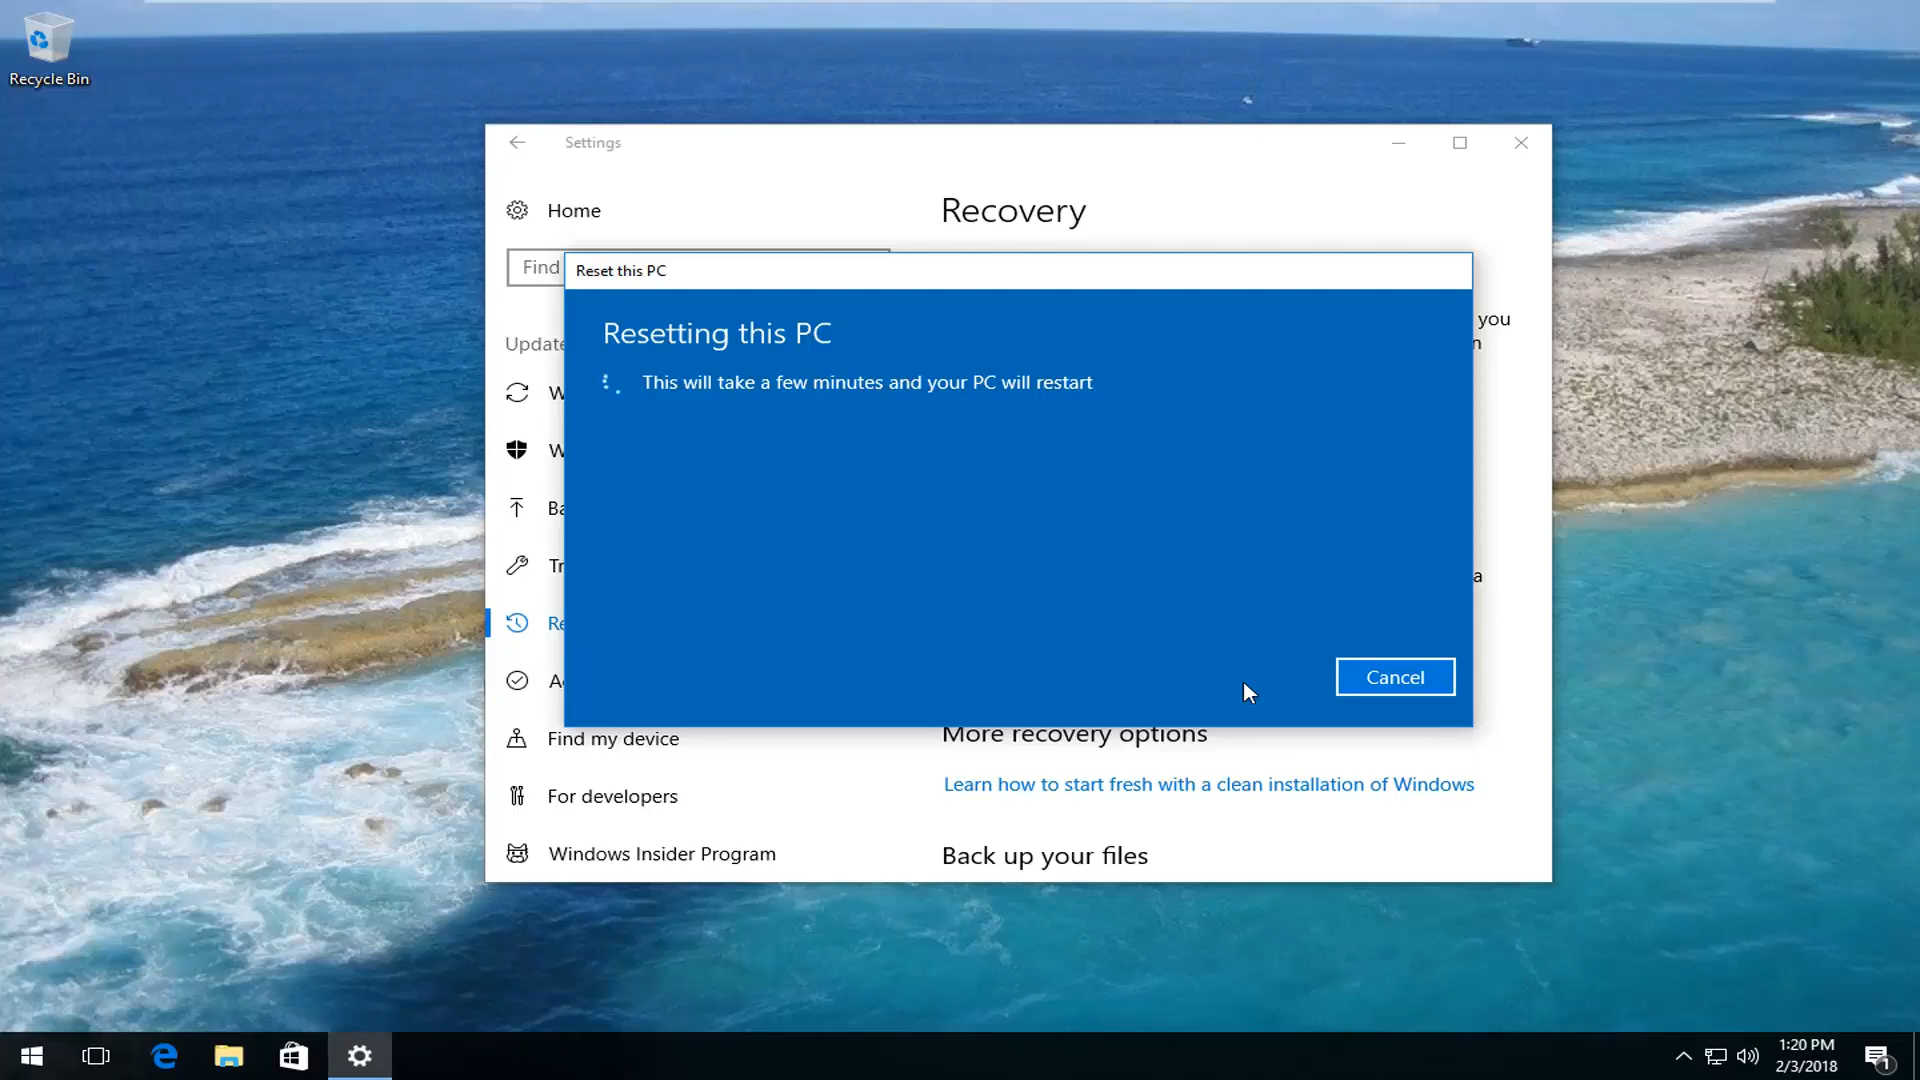 Recycle Bin
Settings
Home
Recovery
Find
Reset this PC
Resetting this PC
you
Update
This will take a few minutes and your PC will restart
W
W
Ba
Tr
a
Re
Cancel
Find my device
More recovery options
Learn how to start fresh with a clean installation of Windows
For developers
Windows Insider Program
Back up your files
1:20 PM
2/3/2018
1